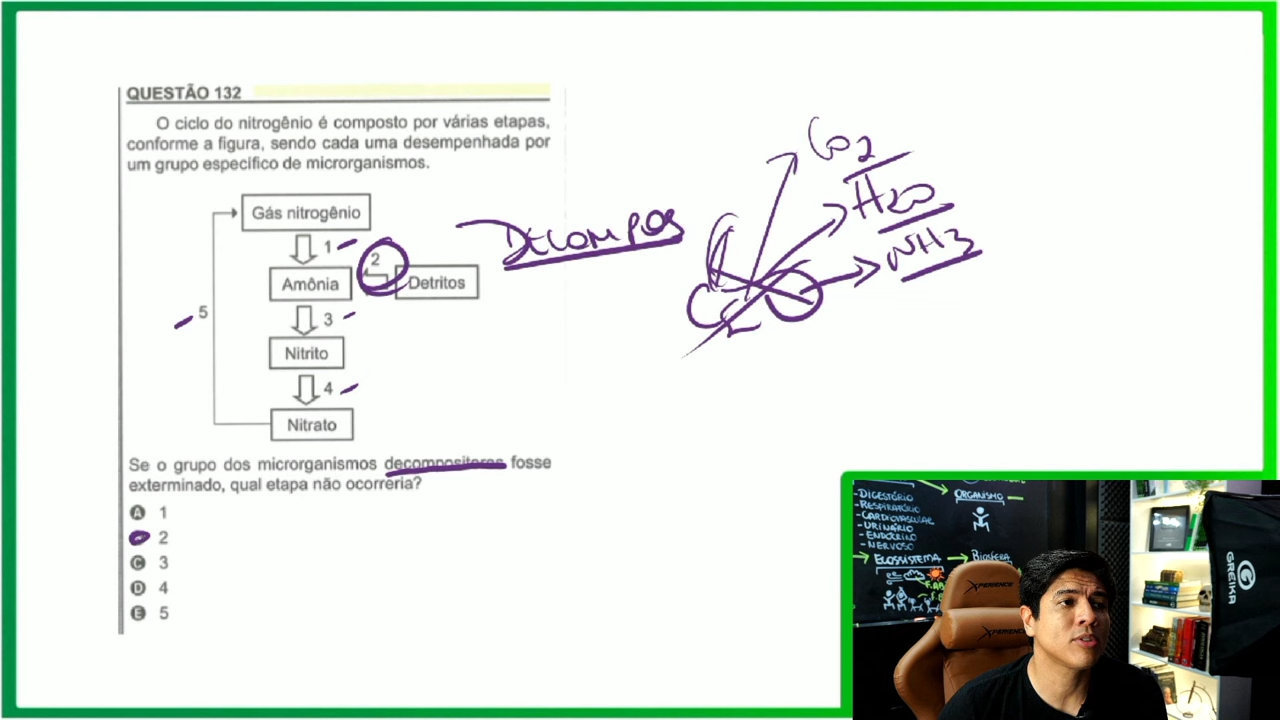 QUESTÃO 132
O ciclo do nitrogênio é composto por várias etapas,
conforme a figura, sendo cada uma desempenhada por
um grupo específico de microrganismos.
Gás nitrogênio
1
2
Amônia
Detritos
5
3
Nitrito
4
Nitrato
Se o grupo dos microrganismos decompositores fosse
exterminado, qual etapa não ocorreria?
A 1
2
C 3
D 4
E 5
DECOMPOS
CO2
H2O
NH3
-DIGESTÓRIO
-RESPIRATÓRIO
-CARDIOVASCULAR
-URINÁRIO
-ENDÓCRINO
-NERVOSO
ORGANISMO
ECOSSISTEMA
BIOSFERA
XPERIENCE
XPERIENCE
GREIKA